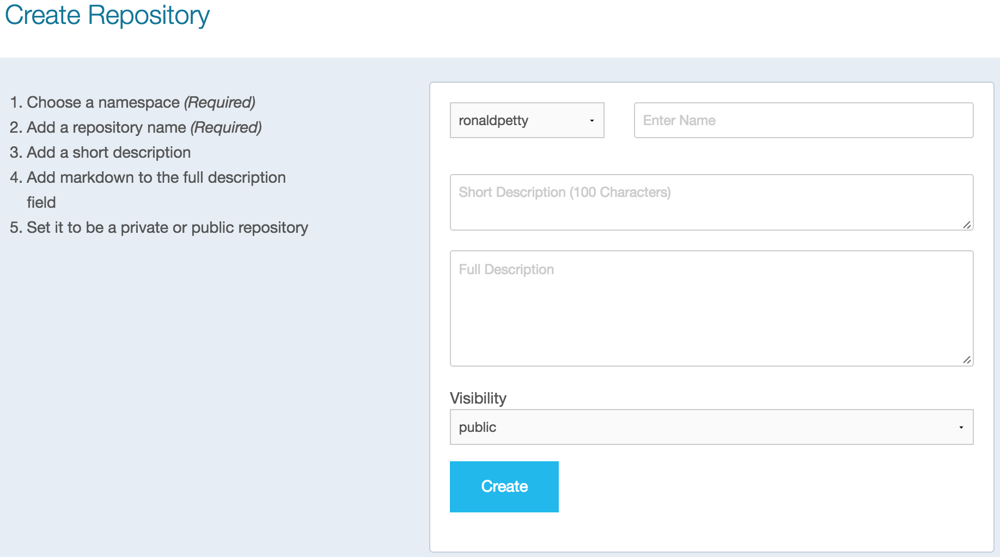 Create Repository
1. Choose a namespace (Required)
2. Add a repository name (Required)
3. Add a short description
4. Add markdown to the full description
field
5. Set it to be a private or public repository
ronaldpetty
Enter Name
Short Description (100 Characters)
Full Description
Visibility
public
Create